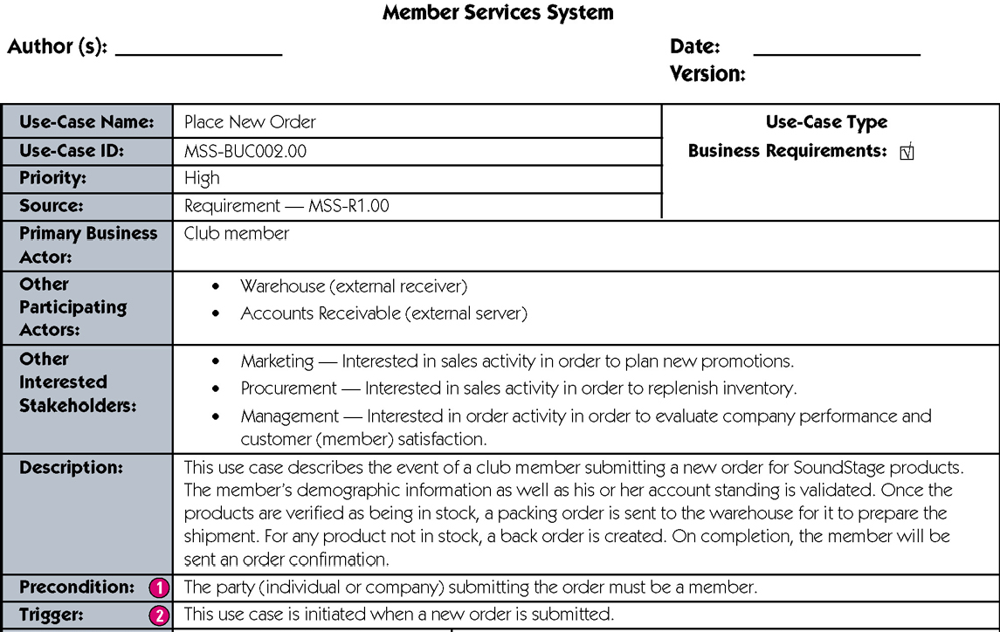 Member Services System
Author (s): ____________________
Date: ____________________
Version:
Use-Case Name:
Place New Order
Use-Case Type
Use-Case ID:
MSS-BUC002.00
Business Requirements: ☑
Priority:
High
Source:
Requirement — MSS-R1.00
Primary Business
Actor:
Club member
Other
Participating
Actors:
• Warehouse (external receiver)
• Accounts Receivable (external server)
Other
Interested
Stakeholders:
• Marketing — Interested in sales activity in order to plan new promotions.
• Procurement — Interested in sales activity in order to replenish inventory.
• Management — Interested in order activity in order to evaluate company performance and
customer (member) satisfaction.
Description:
This use case describes the event of a club member submitting a new order for SoundStage products.
The member’s demographic information as well as his or her account standing is validated. Once the
products are verified as being in stock, a packing order is sent to the warehouse for it to prepare the
shipment. For any product not in stock, a back order is created. On completion, the member will be
sent an order confirmation.
Precondition: 1
The party (individual or company) submitting the order must be a member.
Trigger: 2
This use case is initiated when a new order is submitted.